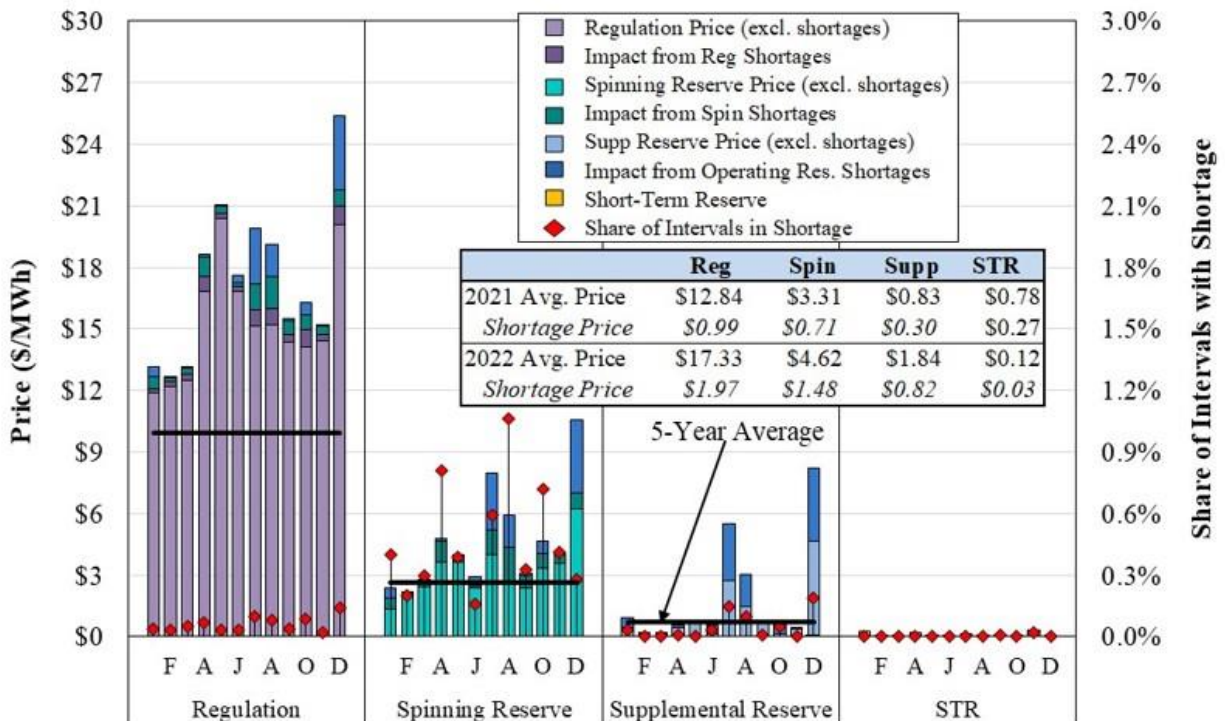 $30
$27
$24
$21
$18
$15
$12
$9
$6
$3
$0
Price ($/MWh)
3.0%
2.7%
2.4%
2.1%
1.8%
1.5%
1.2%
0.9%
0.6%
0.3%
0.0%
Share of Intervals with Shortage
Regulation Price (excl. shortages)
Impact from Reg Shortages
Spinning Reserve Price (excl. shortages)
Impact from Spin Shortages
Supp Reserve Price (excl. shortages)
Impact from Operating Res. Shortages
Short-Term Reserve
Share of Intervals in Shortage
Reg Spin Supp STR
2021 Avg. Price $12.84 $3.31 $0.83 $0.78
Shortage Price $0.99 $0.71 $0.30 $0.27
2022 Avg. Price $17.33 $4.62 $1.84 $0.12
Shortage Price $1.97 $1.48 $0.82 $0.03
5-Year Average
F A J A O D F A J A O D F A J A O D F A J A O D
Regulation Spinning Reserve Supplemental Reserve STR